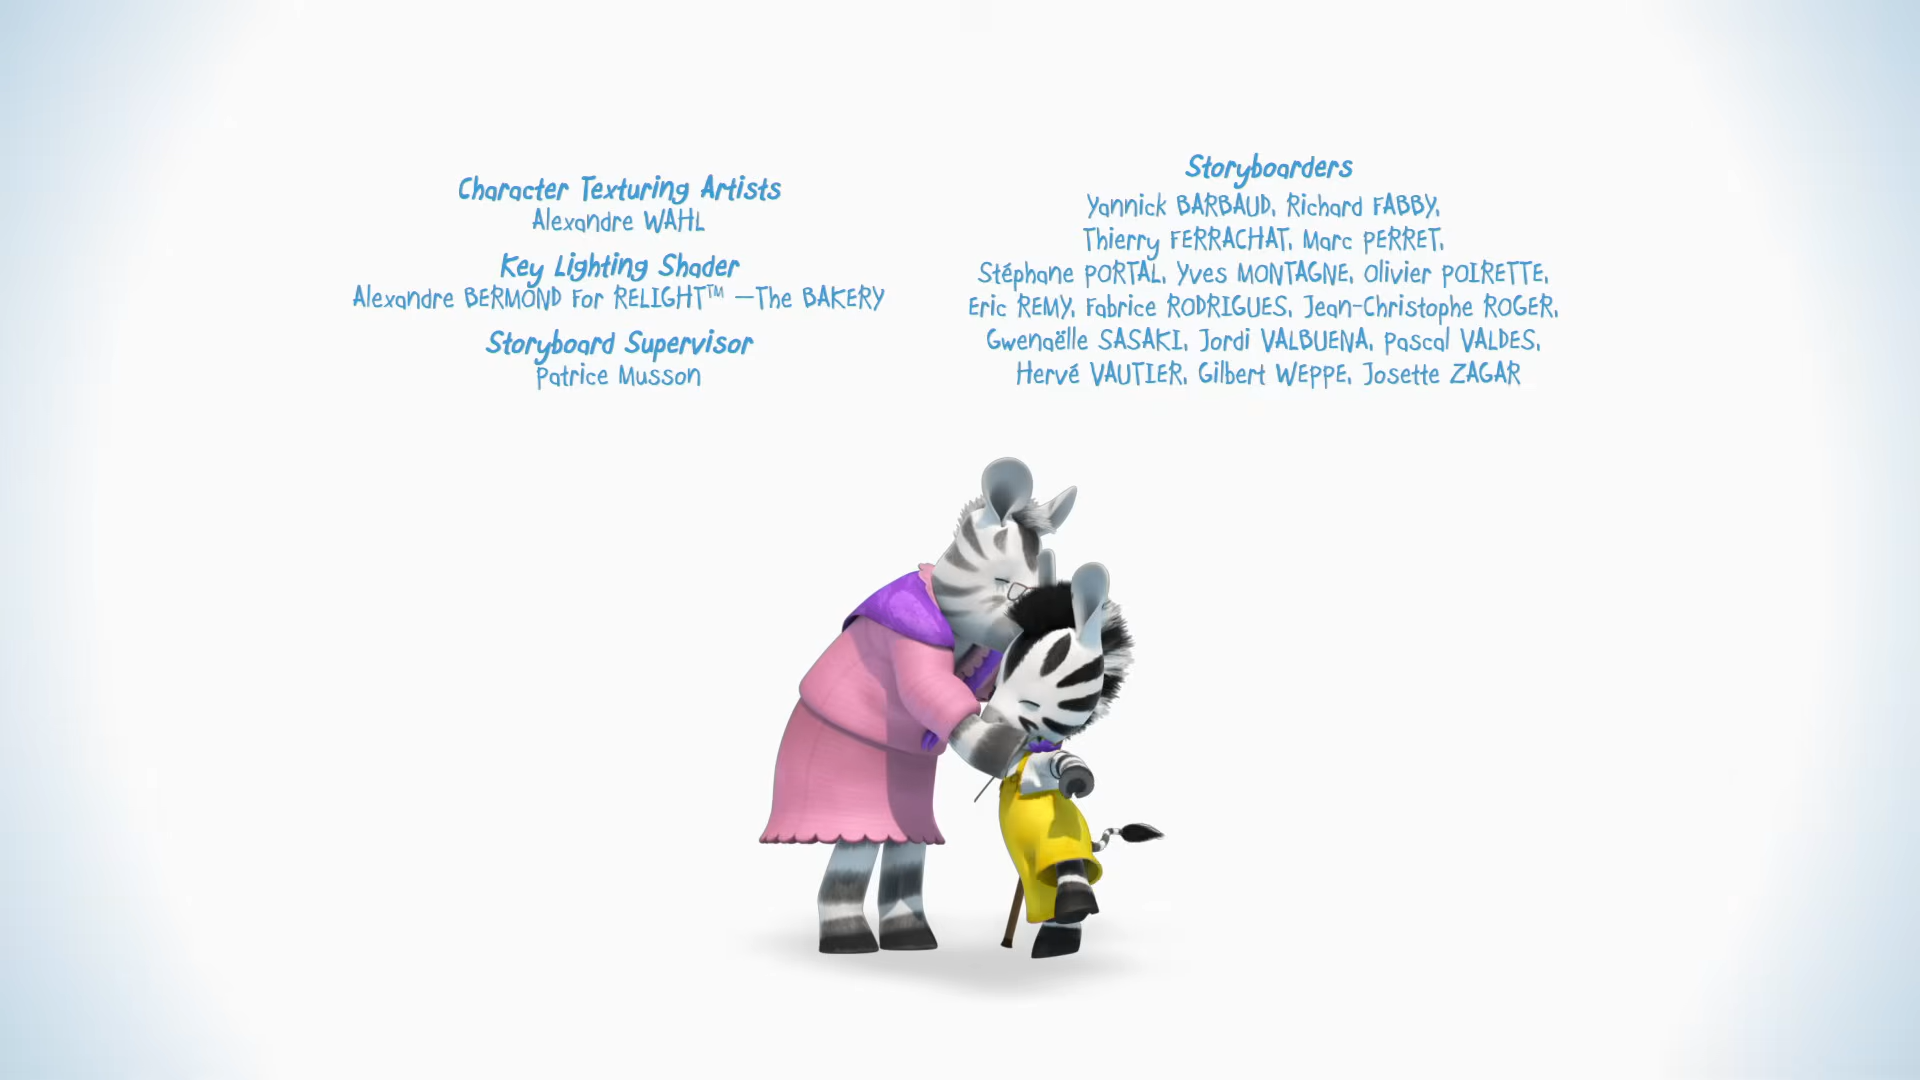 Character Texturing Artists
Alexandre WAHL
Key Lighting Shader
Alexandre BERMOND For RELIGHT™ –The BAKERY
Storyboard Supervisor
Patrice Musson
Storyboarders
Yannick BARBAUD, Richard FABBY,
Thierry FERRACHAT, Marc PERRET,
Stéphane PORTAL, Yves MONTAGNE, Olivier POIRETTE,
Eric REMY, Fabrice RODRIGUES, Jean-Christophe ROGER,
Gwenaëlle SASAKI, Jordi VALBUENA, Pascal VALDES,
Hervé VAUTIER, Gilbert WEPPE, Josette ZAGAR